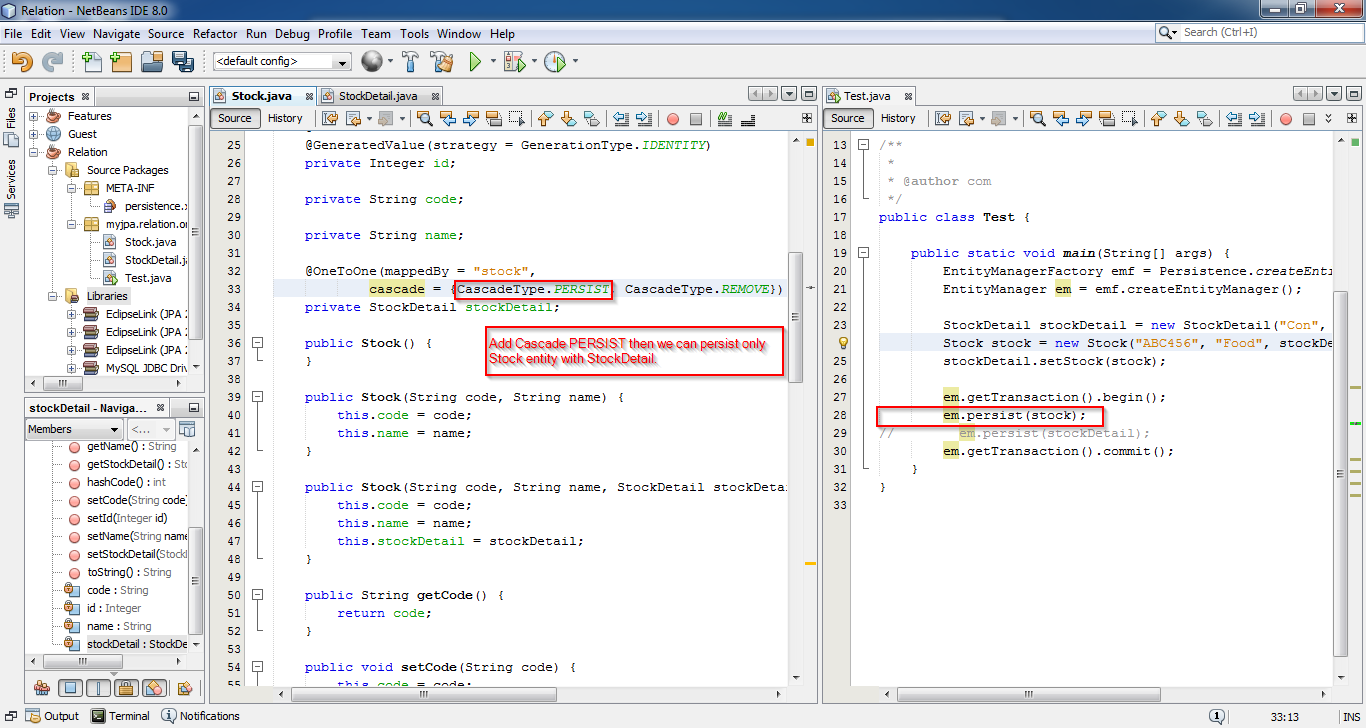 Relation - NetBeans IDE 8.0
File Edit View Navigate Source Refactor Run Debug Profile Team Tools Window Help
Search (Ctrl+I)
<default config>
Files
Services
Projects
Features
Guest
Relation
Source Packages
META-INF
persistence.x
myjpa.relation.or
Stock.java
StockDetail.ja
Test.java
Libraries
EclipseLink (JPA 2
EclipseLink (JPA 2
EclipseLink (JPA 2
MySQL JDBC Driv
stockDetail - Naviga...
Members
<...
getName() : String
getStockDetail() : Sto
hashCode() : int
setCode(String code)
setId(Integer id)
setName(String name
setStockDetail(Stock
toString() : String
code : String
id : Integer
name : String
stockDetail : StockDe
Stock.java StockDetail.java
Source History
25 @GeneratedValue(strategy = GenerationType.IDENTITY)
26 private Integer id;
27
28 private String code;
29
30 private String name;
31
32 @OneToOne(mappedBy = "stock",
33 cascade = {CascadeType.PERSIST, CascadeType.REMOVE})
34 private StockDetail stockDetail;
35
36 public Stock() {
37 }
38
39 public Stock(String code, String name) {
40 this.code = code;
41 this.name = name;
42 }
43
44 public Stock(String code, String name, StockDetail stockDetai
45 this.code = code;
46 this.name = name;
47 this.stockDetail = stockDetail;
48 }
49
50 public String getCode() {
51 return code;
52 }
53
54 public void setCode(String code) {
55 this.code = code;
Add Cascade PERSIST then we can persist only
Stock entity with StockDetail.
Test.java
Source History
13 /**
14 *
15 * @author com
16 */
17 public class Test {
18
19 public static void main(String[] args) {
20 EntityManagerFactory emf = Persistence.createEnti
21 EntityManager em = emf.createEntityManager();
22
23 StockDetail stockDetail = new StockDetail("Con",
Stock stock = new Stock("ABC456", "Food", stockDe
25 stockDetail.setStock(stock);
26
27 em.getTransaction().begin();
28 em.persist(stock);
29 // em.persist(stockDetail);
30 em.getTransaction().commit();
31 }
32 }
33
Output Terminal Notifications
1
33:13 INS